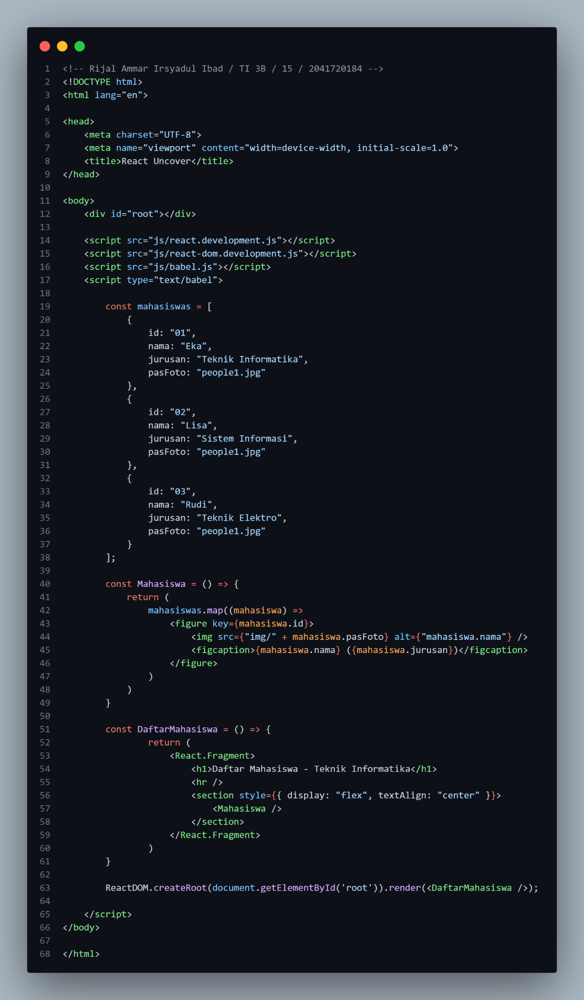 1 <!-- Rijal Ammar Irsyadul Ibad / TI 3B / 15 / 2041720184 -->
2 <!DOCTYPE html>
3 <html lang="en">
4
5 <head>
6     <meta charset="UTF-8">
7     <meta name="viewport" content="width=device-width, initial-scale=1.0">
8     <title>React Uncover</title>
9 </head>
10
11 <body>
12     <div id="root"></div>
13
14     <script src="js/react.development.js"></script>
15     <script src="js/react-dom.development.js"></script>
16     <script src="js/babel.js"></script>
17     <script type="text/babel">
18
19         const mahasiswas = [
20             {
21                 id: "01",
22                 nama: "Eka",
23                 jurusan: "Teknik Informatika",
24                 pasFoto: "people1.jpg"
25             },
26             {
27                 id: "02",
28                 nama: "Lisa",
29                 jurusan: "Sistem Informasi",
30                 pasFoto: "people1.jpg"
31             },
32             {
33                 id: "03",
34                 nama: "Rudi",
35                 jurusan: "Teknik Elektro",
36                 pasFoto: "people1.jpg"
37             }
38         ];
39
40         const Mahasiswa = () => {
41             return (
42                 mahasiswas.map((mahasiswa) =>
43                     <figure key={mahasiswa.id}>
44                         <img src={"img/" + mahasiswa.pasFoto} alt={"mahasiswa.nama"} />
45                         <figcaption>{mahasiswa.nama} ({mahasiswa.jurusan})</figcaption>
46                     </figure>
47                 )
48             )
49         }
50
51         const DaftarMahasiswa = () => {
52                 return (
53                     <React.Fragment>
54                         <h1>Daftar Mahasiswa - Teknik Informatika</h1>
55                         <hr />
56                         <section style={{ display: "flex", textAlign: "center" }}>
57                             <Mahasiswa />
58                         </section>
59                     </React.Fragment>
60                 )
61         }
62
63         ReactDOM.createRoot(document.getElementById('root')).render(<DaftarMahasiswa />);
64
65     </script>
66 </body>
67
68 </html>